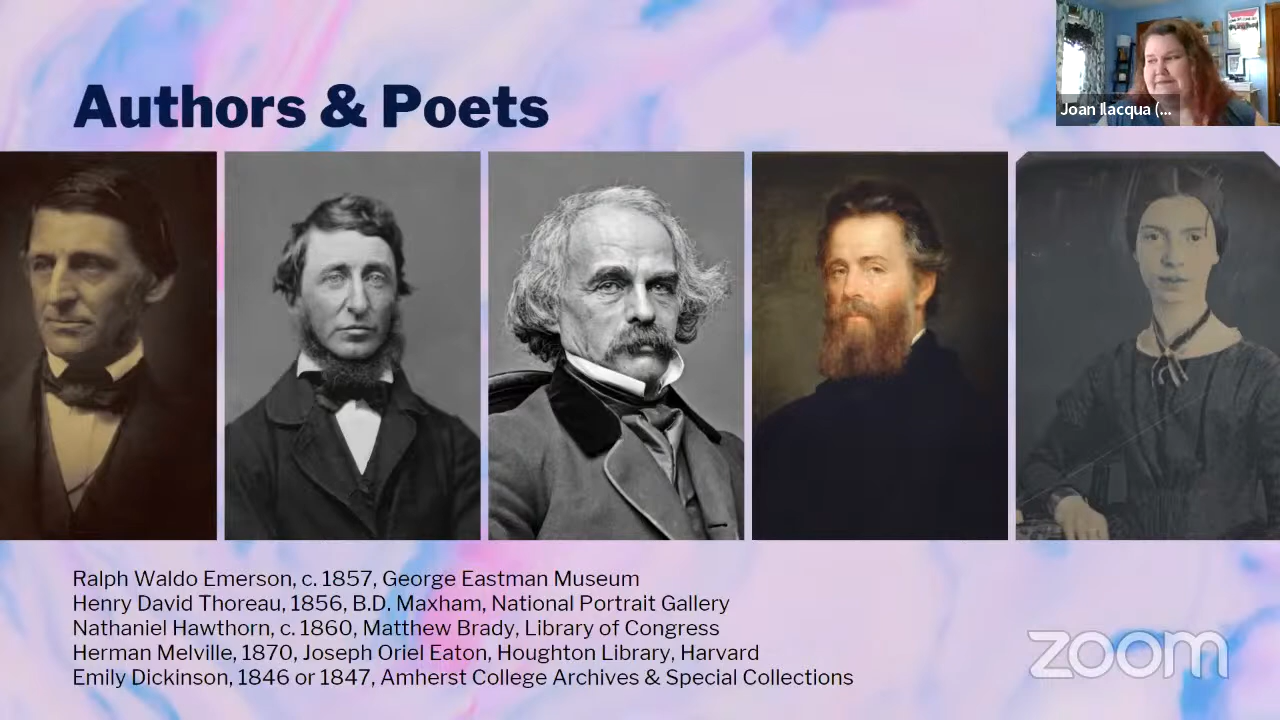 Authors & Poets
Joan Ilacqua (...
Ralph Waldo Emerson, c. 1857, George Eastman Museum
Henry David Thoreau, 1856, B.D. Maxham, National Portrait Gallery
Nathaniel Hawthorn, c. 1860, Matthew Brady, Library of Congress
Herman Melville, 1870, Joseph Oriel Eaton, Houghton Library, Harvard
Emily Dickinson, 1846 or 1847, Amherst College Archives & Special Collections
zoom